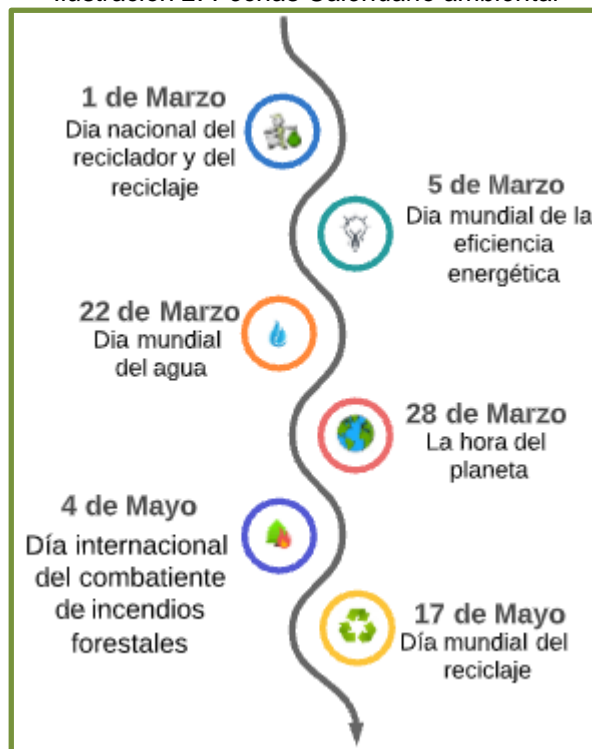 1 de Marzo
Dia nacional del
reciclador y del
reciclaje
5 de Marzo
Dia mundial de la
eficiencia
energética
22 de Marzo
Dia mundial
del agua
28 de Marzo
La hora del
planeta
4 de Mayo
Día internacional
del combatiente
de incendios
forestales
17 de Mayo
Día mundial del
reciclaje